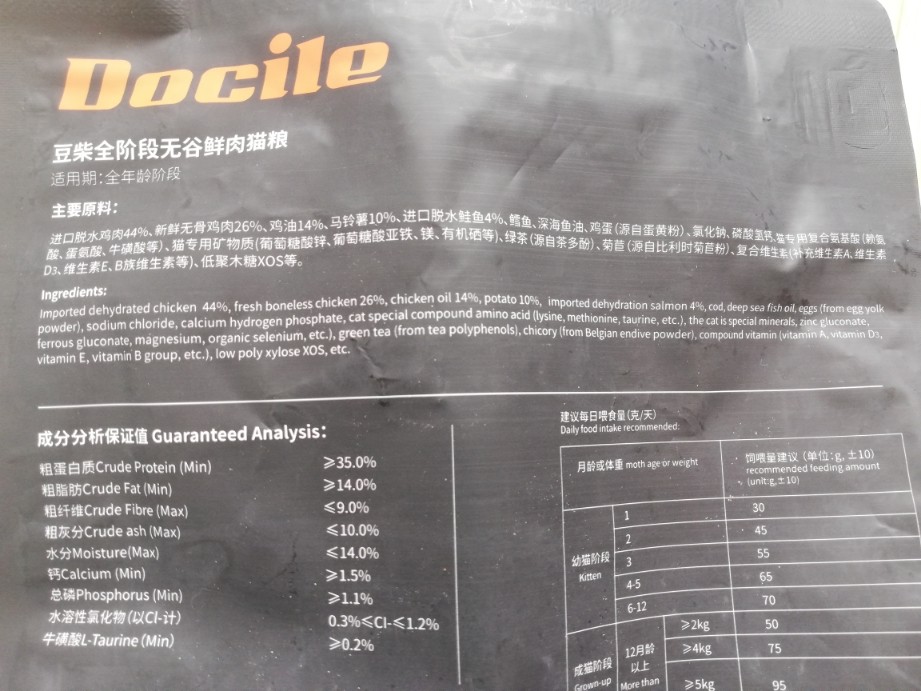 Docile
豆柴全阶段无谷鲜肉猫粮
适用期：全年龄阶段
主要原料：
进口脱水鸡肉44%、新鲜无骨鸡肉26%、鸡油14%、马铃薯10%、进口脱水鲑鱼4%、鳕鱼、深海鱼油、鸡蛋（源自蛋黄粉）、氯化钠、磷酸氢钙、猫专用复合氨基酸（赖氨
酸、蛋氨酸、牛磺酸等）、猫专用矿物质（葡萄糖酸锌、葡萄糖酸亚铁、镁、有机硒等）、绿茶（源自茶多酚）、菊苣（源自比利时菊苣粉）、复合维生素（补充维生素A、维生素
D3、维生素E、B族维生素等）、低聚木糖XOS等。
Ingredients:
Imported dehydrated chicken 44%, fresh boneless chicken 26%, chicken oil 14%, potato 10%, imported dehydration salmon 4%, cod, deep sea fish oil, eggs (from egg yolk
powder), sodium chloride, calcium hydrogen phosphate, cat special compound amino acid (lysine, methionine, taurine, etc.), the cat is special minerals, zinc gluconate,
ferrous gluconate, magnesium, organic selenium, etc.), green tea (from tea polyphenols), chicory (from Belgian endive powder), compound vitamin (vitamin A, vitamin D3,
vitamin E, vitamin B group, etc.), low poly xylose XOS, etc.
成分分析保证值 Guaranteed Analysis：
粗蛋白质Crude Protein (Min) ≥35.0%
粗脂肪Crude Fat (Min) ≥14.0%
粗纤维Crude Fibre (Max) ≤9.0%
粗灰分Crude ash (Max) ≤10.0%
水分Moisture(Max) ≤14.0%
钙Calcium (Min) ≥1.5%
总磷Phosphorus (Min) ≥1.1%
水溶性氯化物（以Cl-计） 0.3%≤Cl-≤1.2%
牛磺酸L-Taurine (Min) ≥0.2%
建议每日喂食量（克/天）
Daily food intake recommended:
月龄或体重 moth age or weight
饲喂量建议（单位:g, ±10）
recommended feeding amount
(unit:g,±10)
幼猫阶段
Kitten
1 30
2 45
3 55
4-5 65
6-12 70
成猫阶段
Grown-up
12月龄
以上
More than
≥2kg 50
≥4kg 75
≥5kg 95